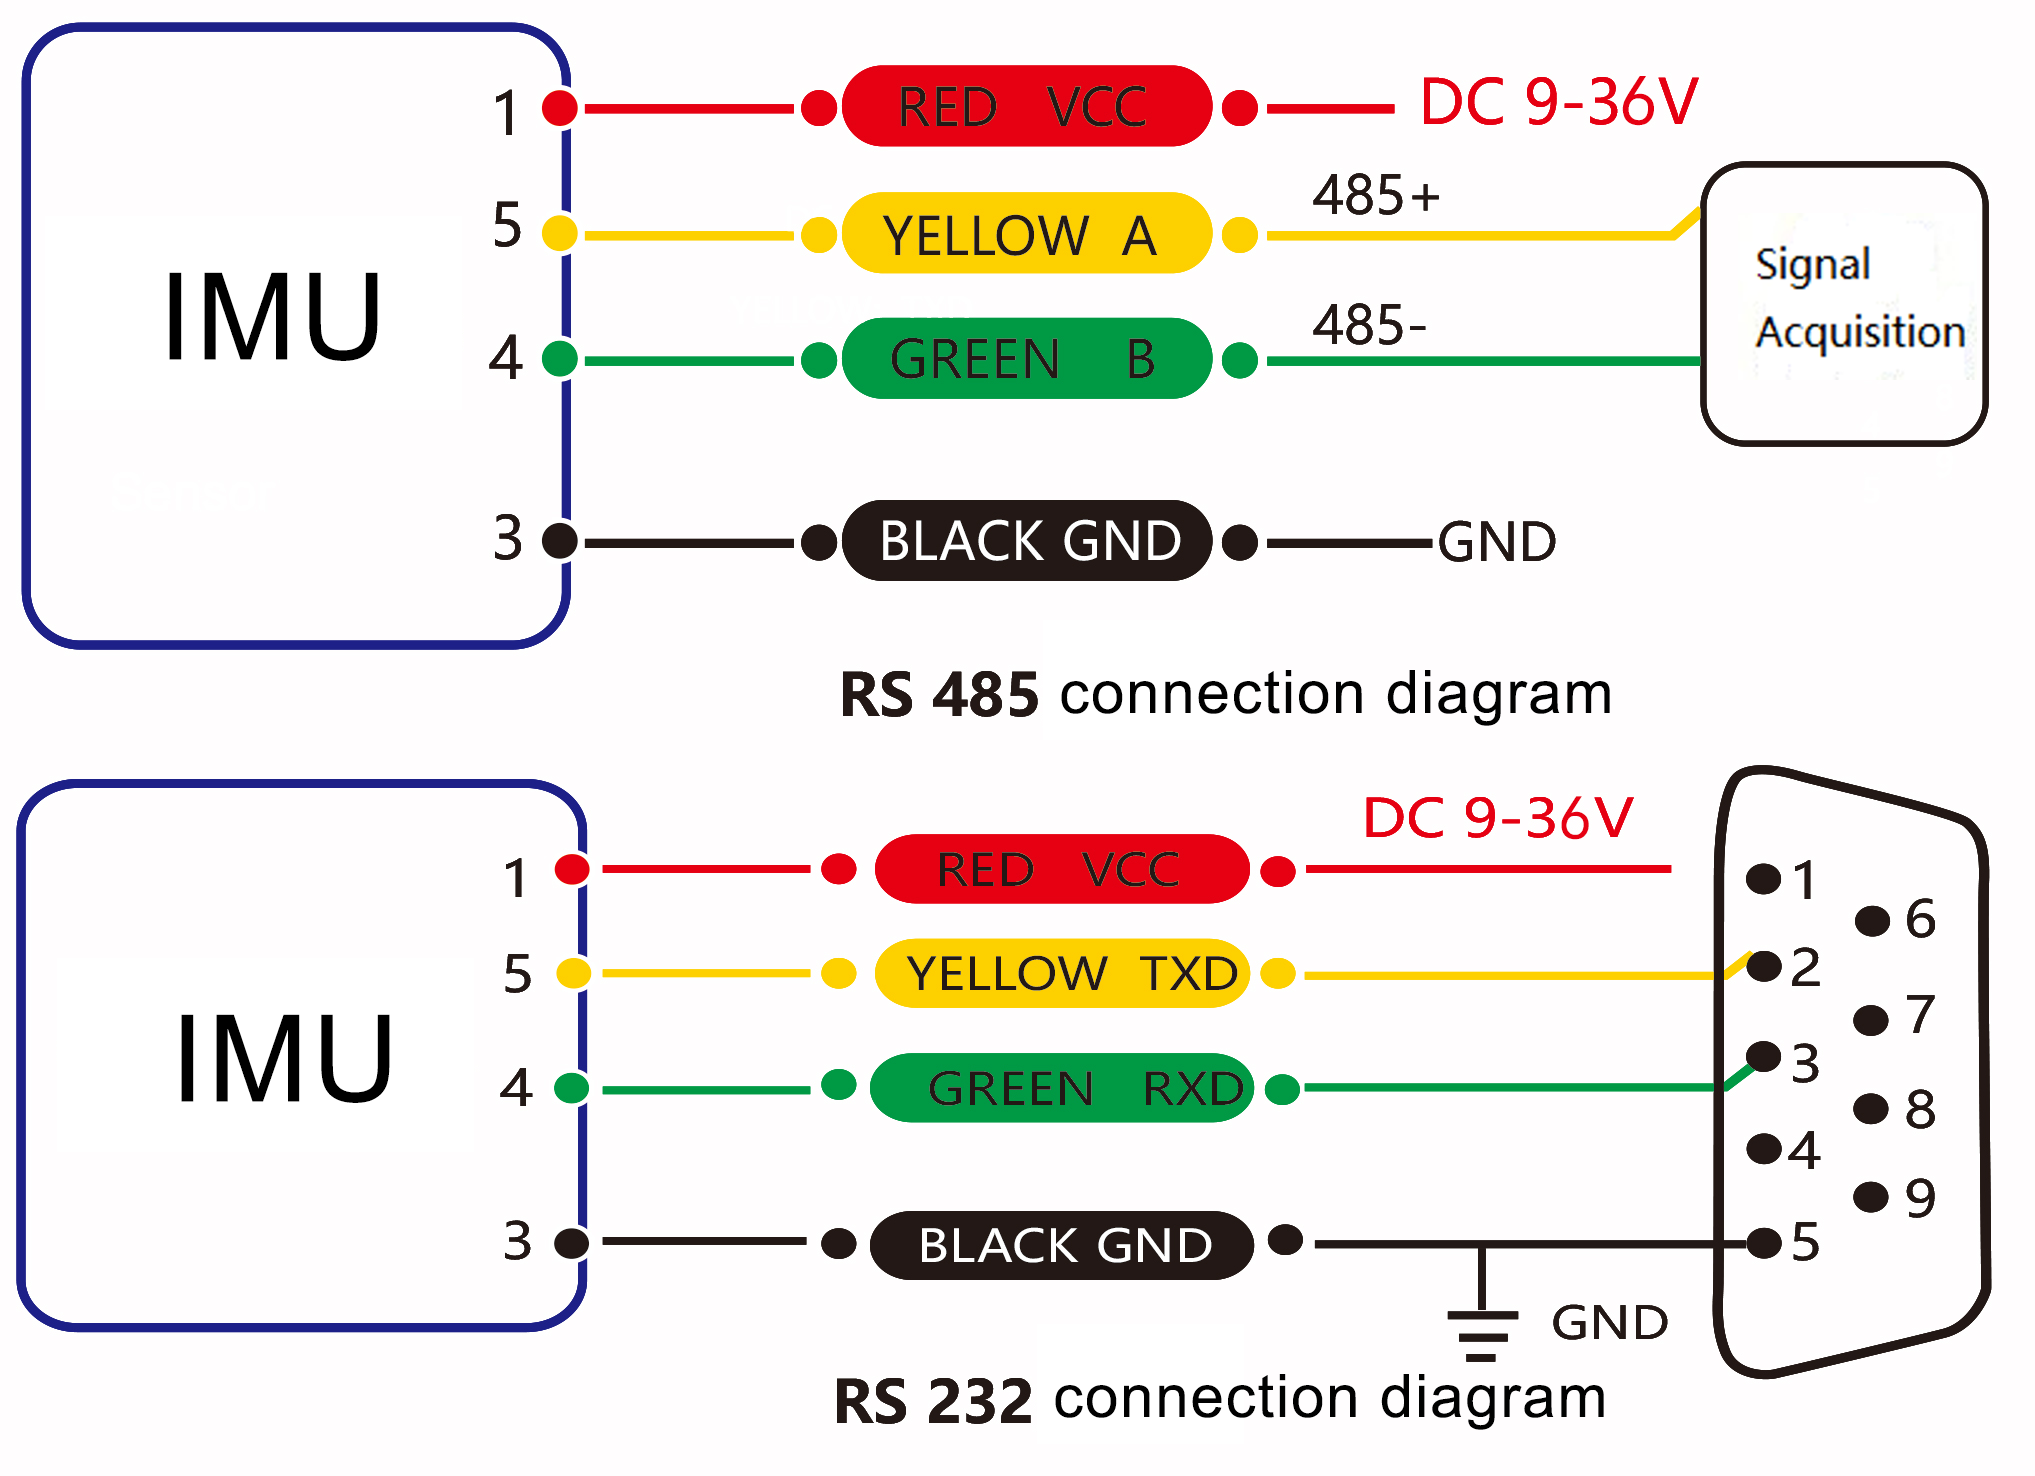 1 RED VCC DC 9-36V
485+
5 YELLOW A
Signal
IMU
485-
Acquisition
4 GREEN B
3 BLACK GND GND
RS 485 connection diagram
DC 9-36V
1 RED VCC 1
6
5 YELLOW TXD 2
7
IMU
3
4 GREEN RXD
8
4
9
3 BLACK GND 5
GND
RS 232 connection diagram